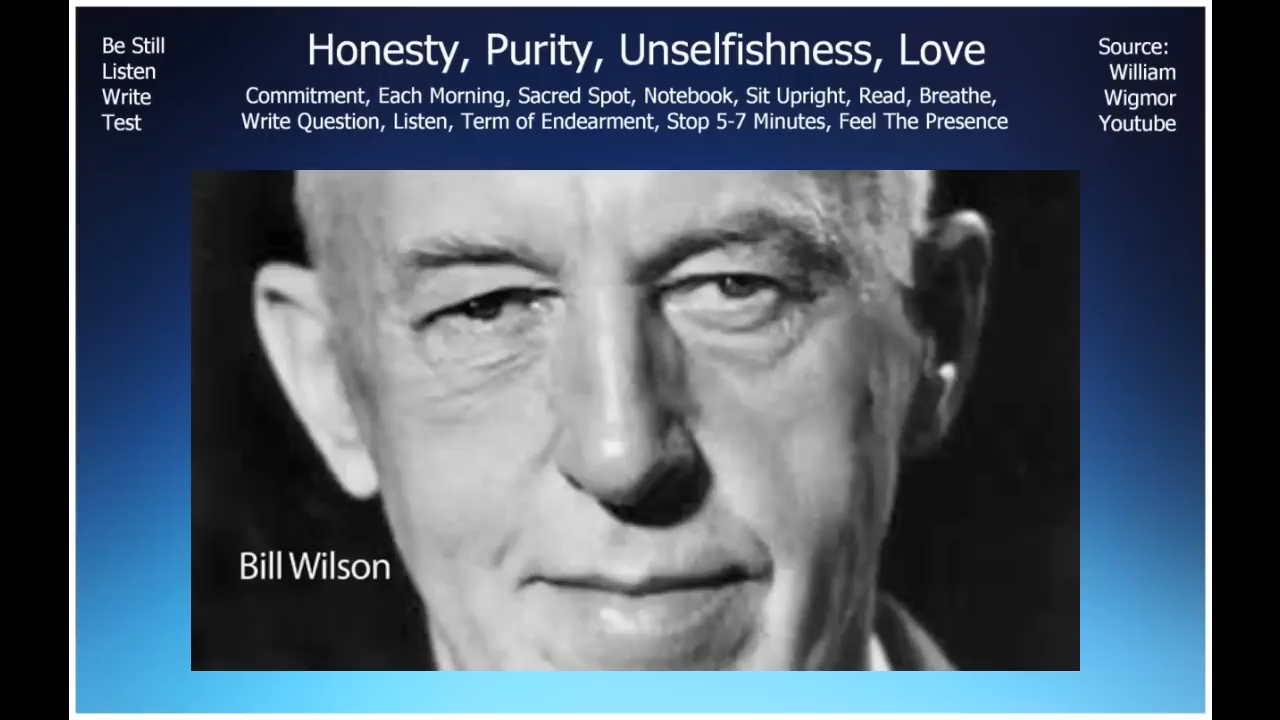 Be Still
Listen
Write
Test
Honesty, Purity, Unselfishness, Love
Commitment, Each Morning, Sacred Spot, Notebook, Sit Upright, Read, Breathe,
Write Question, Listen, Term of Endearment, Stop 5-7 Minutes, Feel The Presence
Source:
William
Wigmor
Youtube
Bill Wilson